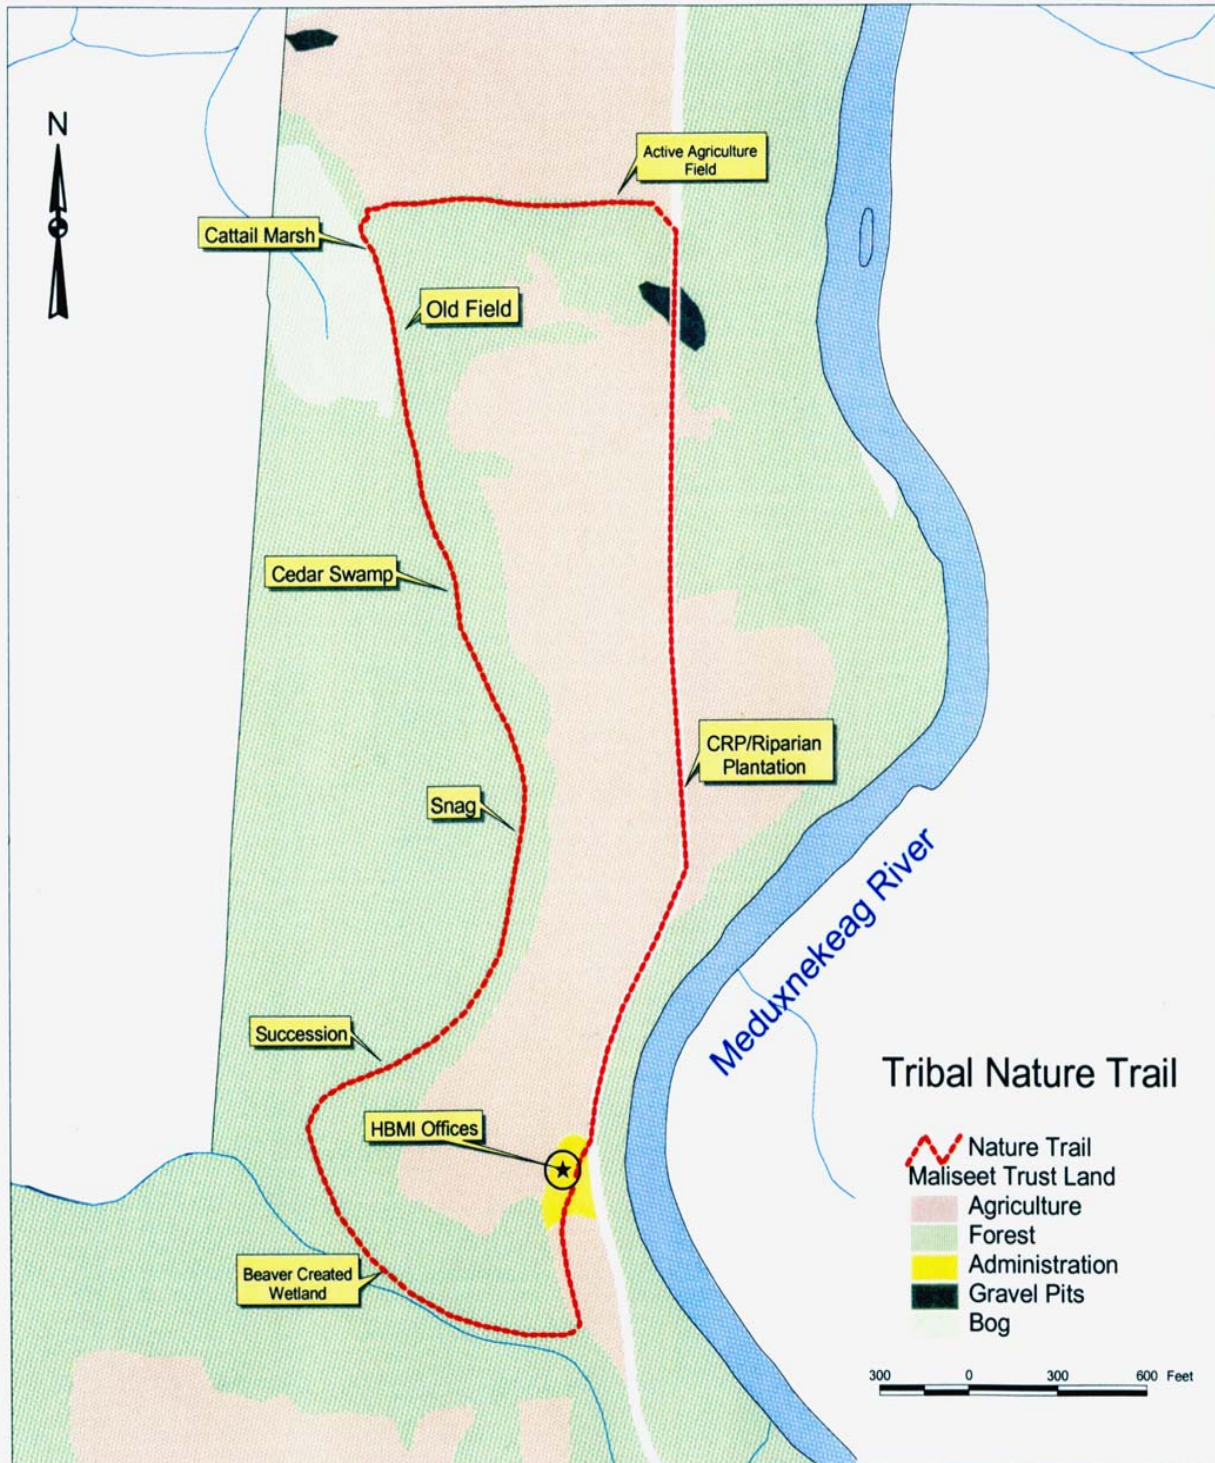 N
Active Agriculture
Field
Cattail Marsh
Old Field
Cedar Swamp
CRP/Riparian
Plantation
Snag
Meduxnekeag River
Succession
HBMI Offices
Beaver Created
Wetland
Tribal Nature Trail
Nature Trail
Maliseet Trust Land
Agriculture
Forest
Administration
Gravel Pits
Bog
300 0 300 600 Feet